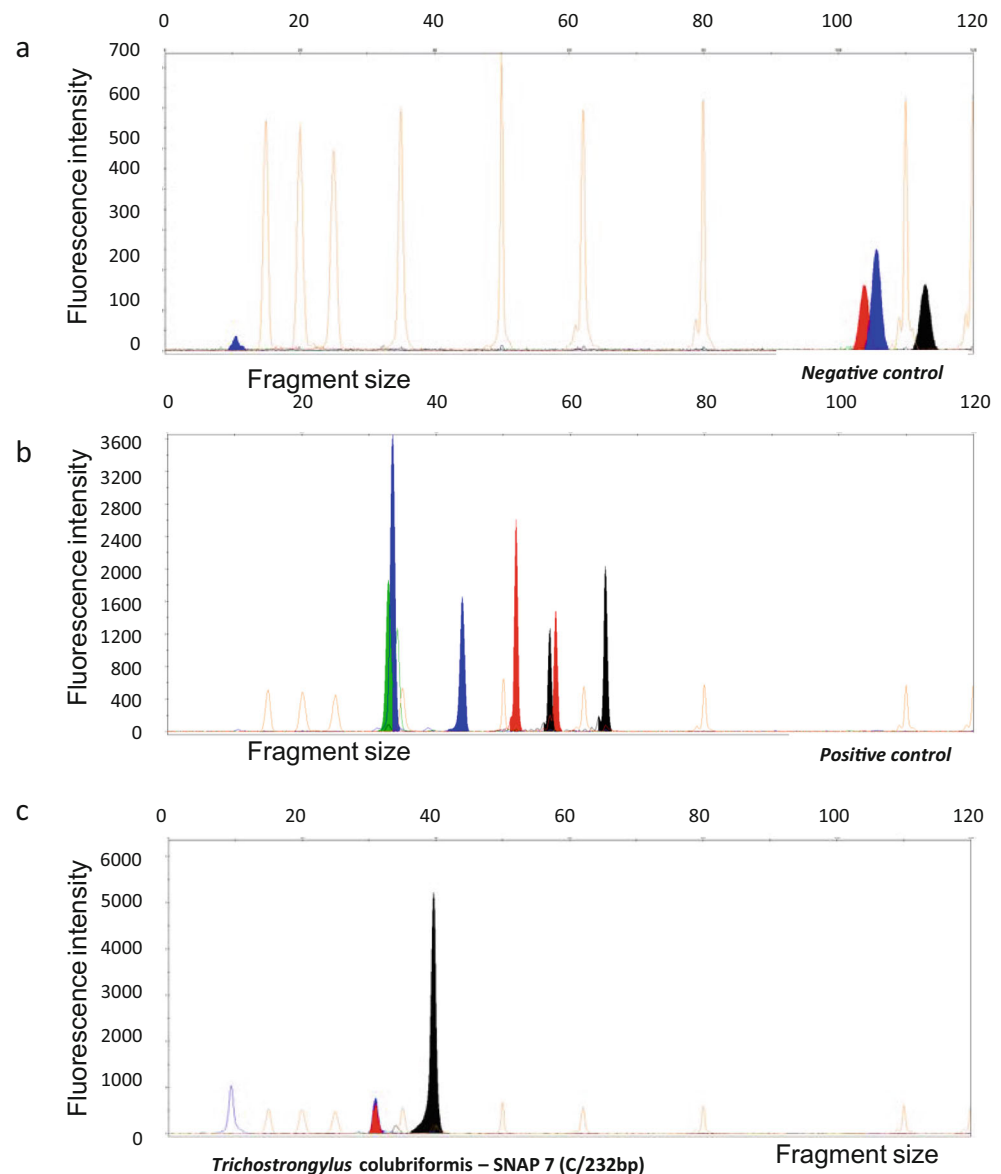 0 20 40 60 80 100 120
a
700
600
500
400
300
200
100
0
Fluorescence intensity
Fragment size
Negative control
0 20 40 60 80 100 120
b
3600
3200
2800
2400
2000
1600
1200
800
400
0
Fluorescence intensity
Fragment size
Positive control
c
0 20 40 60 80 100 120
6000
5000
4000
3000
2000
1000
0
Fluorescence intensity
Fragment size
Trichostrongylus colubriformis – SNAP 7 (C/232bp)